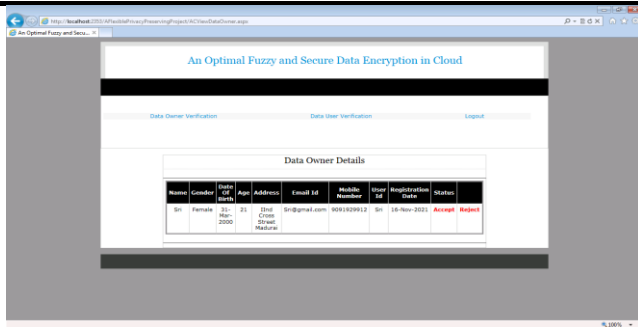 http://localhost:1053/AFlexiblePrivacyPreservingProject/ACViewDataOwner.aspx
An Optimal Fuzzy and Secu...
An Optimal Fuzzy and Secure Data Encryption in Cloud
Data Owner Verification Data User Verification Logout
Data Owner Details
Name Gender Date Of Birth Age Address Email Id Mobile Number User Id Registration Date Status
Sri Female 31-Mar-2000 21 IInd Cross Street Madurai Sri@gmail.com 9091929912 Sri 16-Nov-2021 Accept Reject
100%